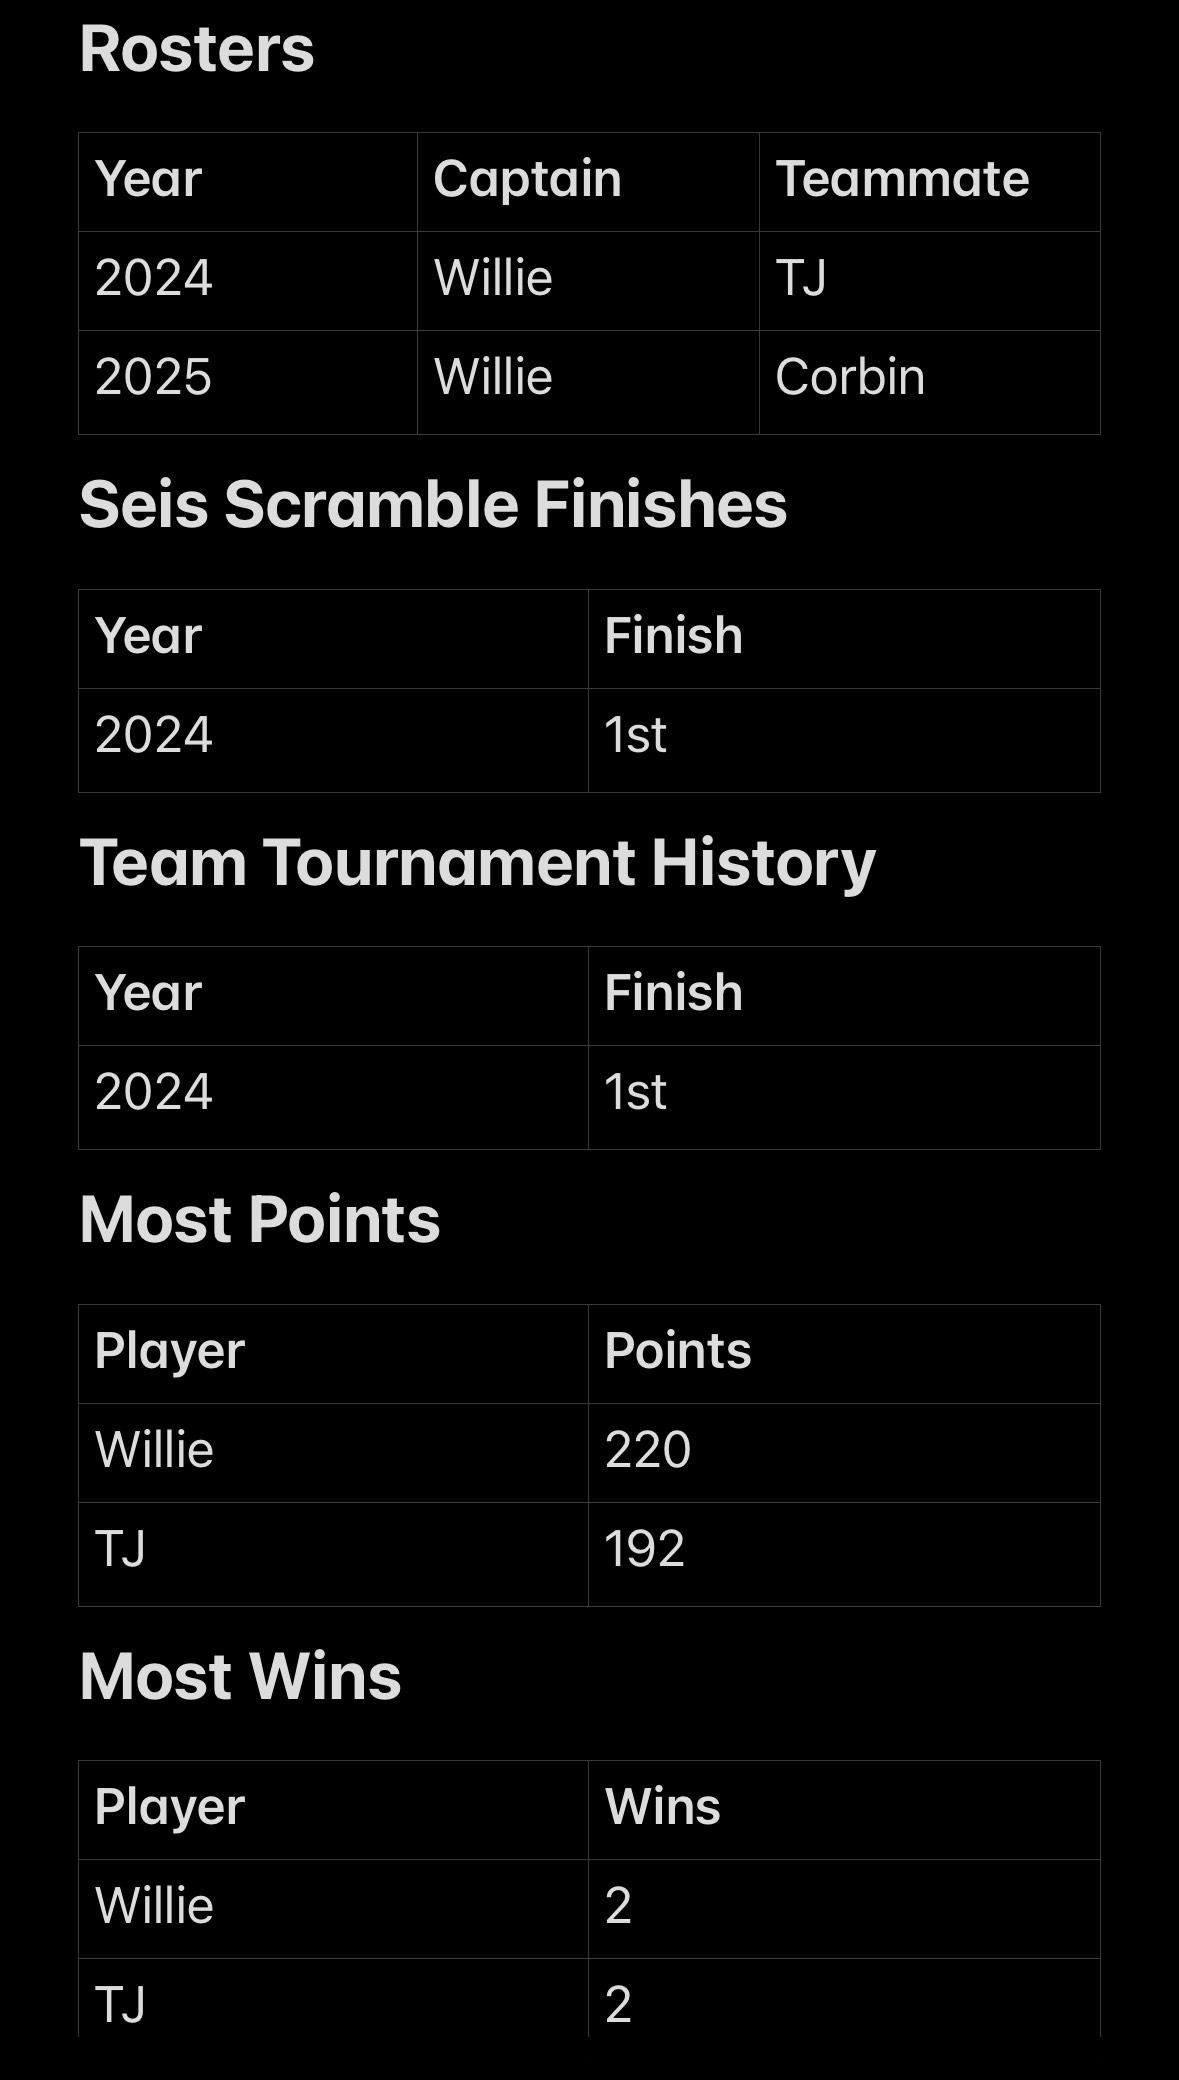 Rosters
Year Captain Teammate
2024 Willie TJ
2025 Willie Corbin
Seis Scramble Finishes
Year Finish
2024 1st
Team Tournament History
Year Finish
2024 1st
Most Points
Player Points
Willie 220
TJ 192
Most Wins
Player Wins
Willie 2
TJ 2